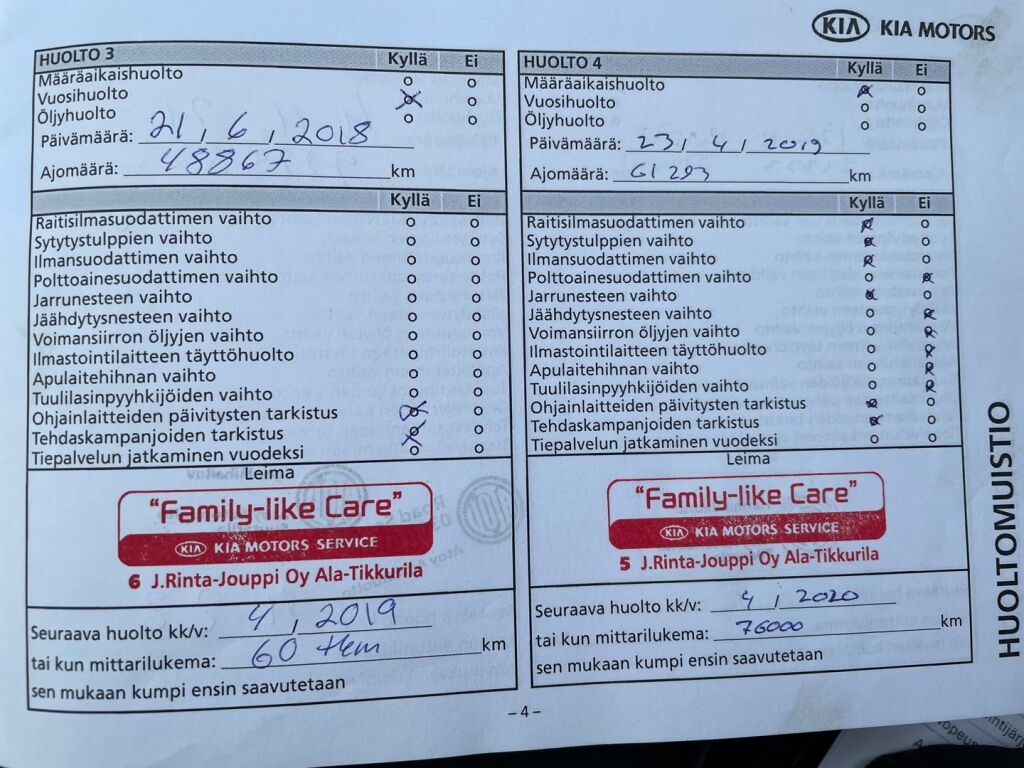 KIA KIA MOTORS
HUOLTO 3 Kyllä Ei
Määräaikaishuolto
Vuosihuolto
Öljyhuolto
Päivämäärä: 21 , 6 , 2018
Ajomäärä: 48867 km
Kyllä Ei
Raitisilmasuodattimen vaihto
Sytytystulppien vaihto
Ilmansuodattimen vaihto
Polttoainesuodattimen vaihto
Jarrunesteen vaihto
Jäähdytysnesteen vaihto
Voimansiirron öljyjen vaihto
Ilmastointilaitteen täyttöhuolto
Apulaitehihnan vaihto
Tuulilasinpyyhkijöiden vaihto
Ohjainlaitteiden päivitysten tarkistus
Tehdaskampanjoiden tarkistus
Tiepalvelun jatkaminen vuodeksi
Leima
"Family-like Care"
KIA KIA MOTORS SERVICE
6 J.Rinta-Jouppi Oy Ala-Tikkurila
Seuraava huolto kk/v: 4 , 2019
tai kun mittarilukema: 60 tkm km
sen mukaan kumpi ensin saavutetaan
HUOLTO 4 Kyllä Ei
Määräaikaishuolto
Vuosihuolto
Öljyhuolto
Päivämäärä: 23 , 4 , 2019
Ajomäärä: 61293 km
Kyllä Ei
Raitisilmasuodattimen vaihto
Sytytystulppien vaihto
Ilmansuodattimen vaihto
Polttoainesuodattimen vaihto
Jarrunesteen vaihto
Jäähdytysnesteen vaihto
Voimansiirron öljyjen vaihto
Ilmastointilaitteen täyttöhuolto
Apulaitehihnan vaihto
Tuulilasinpyyhkijöiden vaihto
Ohjainlaitteiden päivitysten tarkistus
Tehdaskampanjoiden tarkistus
Tiepalvelun jatkaminen vuodeksi
Leima
"Family-like Care"
KIA KIA MOTORS SERVICE
5 J.Rinta-Jouppi Oy Ala-Tikkurila
Seuraava huolto kk/v: 4 , 2020
tai kun mittarilukema: 76000 km
sen mukaan kumpi ensin saavutetaan
HUOLTOMUISTIO
– 4 –